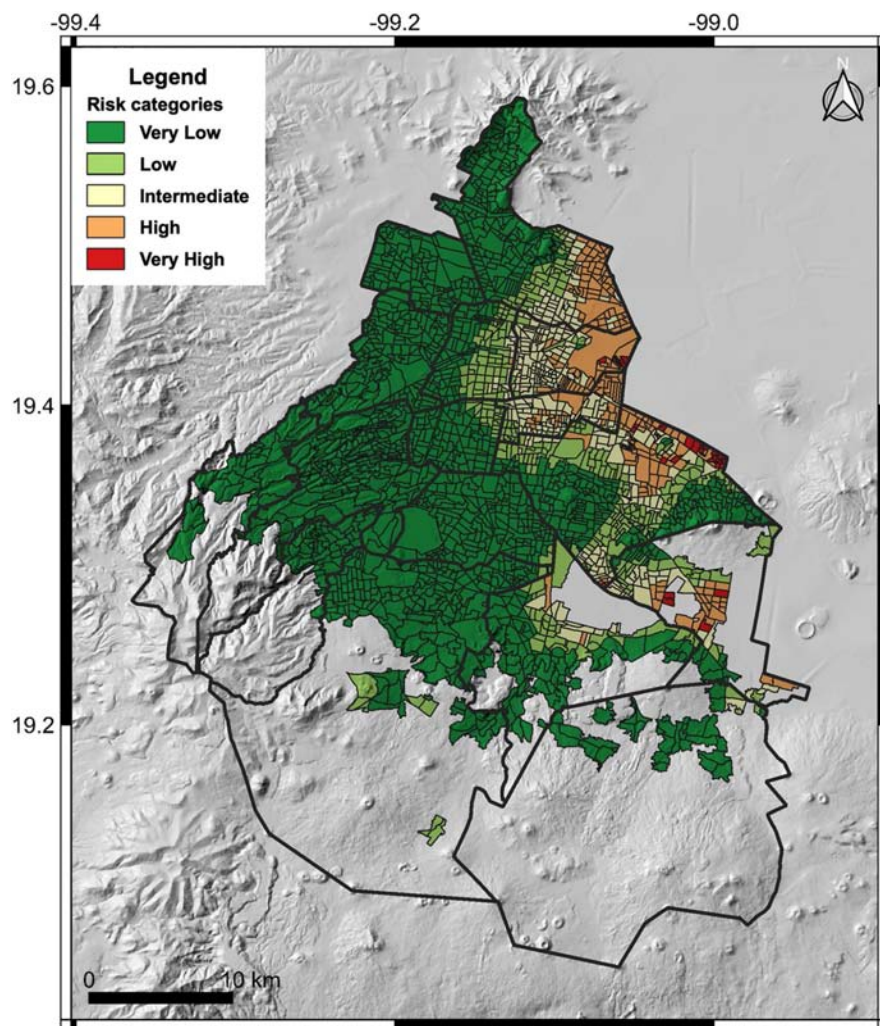 -99.4 -99.2 -99.0
19.6
19.4
19.2
Legend
Risk categories
Very Low
Low
Intermediate
High
Very High
N
0 10 km